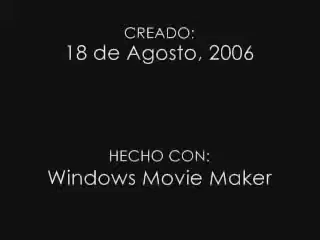 CREADO:
18 de Agosto, 2006
HECHO CON:
Windows Movie Maker